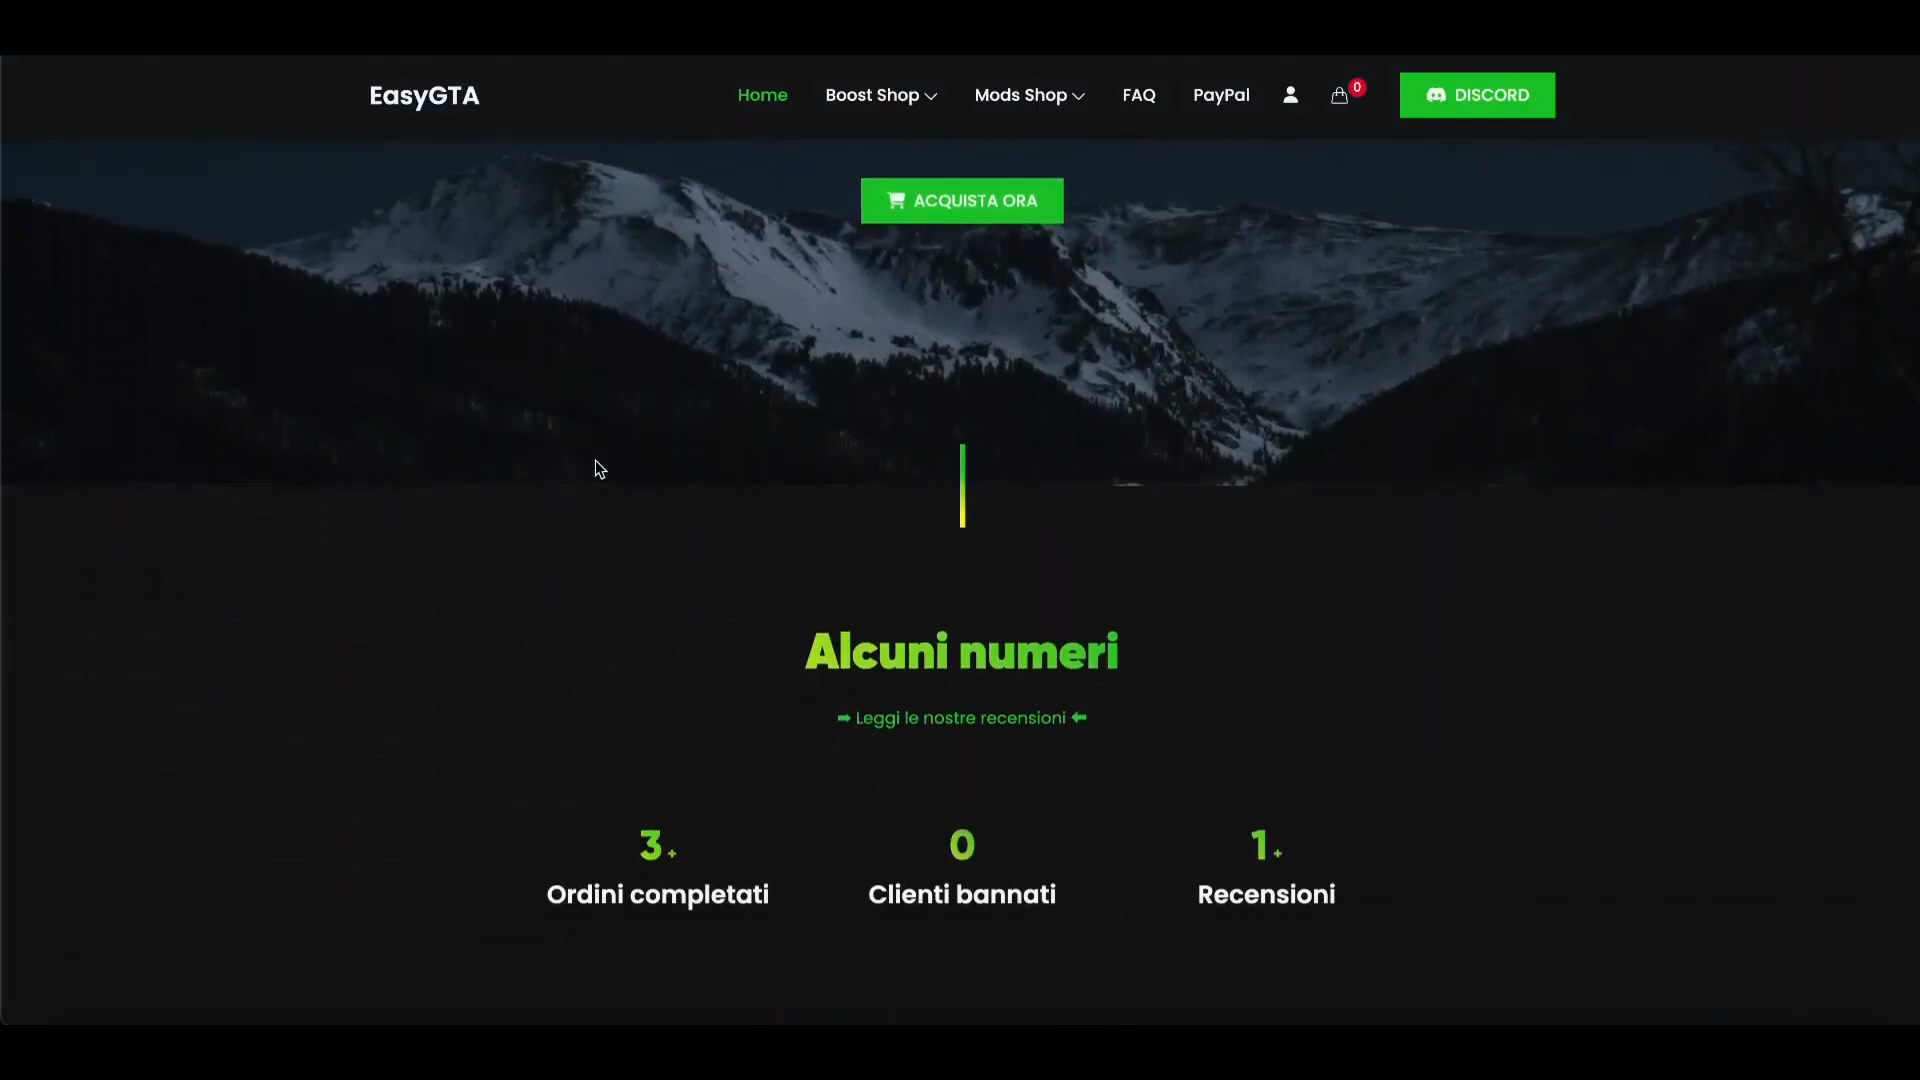 EasyGTA
Home
Boost Shop
Mods Shop
FAQ
PayPal
0
DISCORD
ACQUISTA ORA
Alcuni numeri
➡ Leggi le nostre recensioni ⬅
3+
0
1+
Ordini completati
Clienti bannati
Recensioni